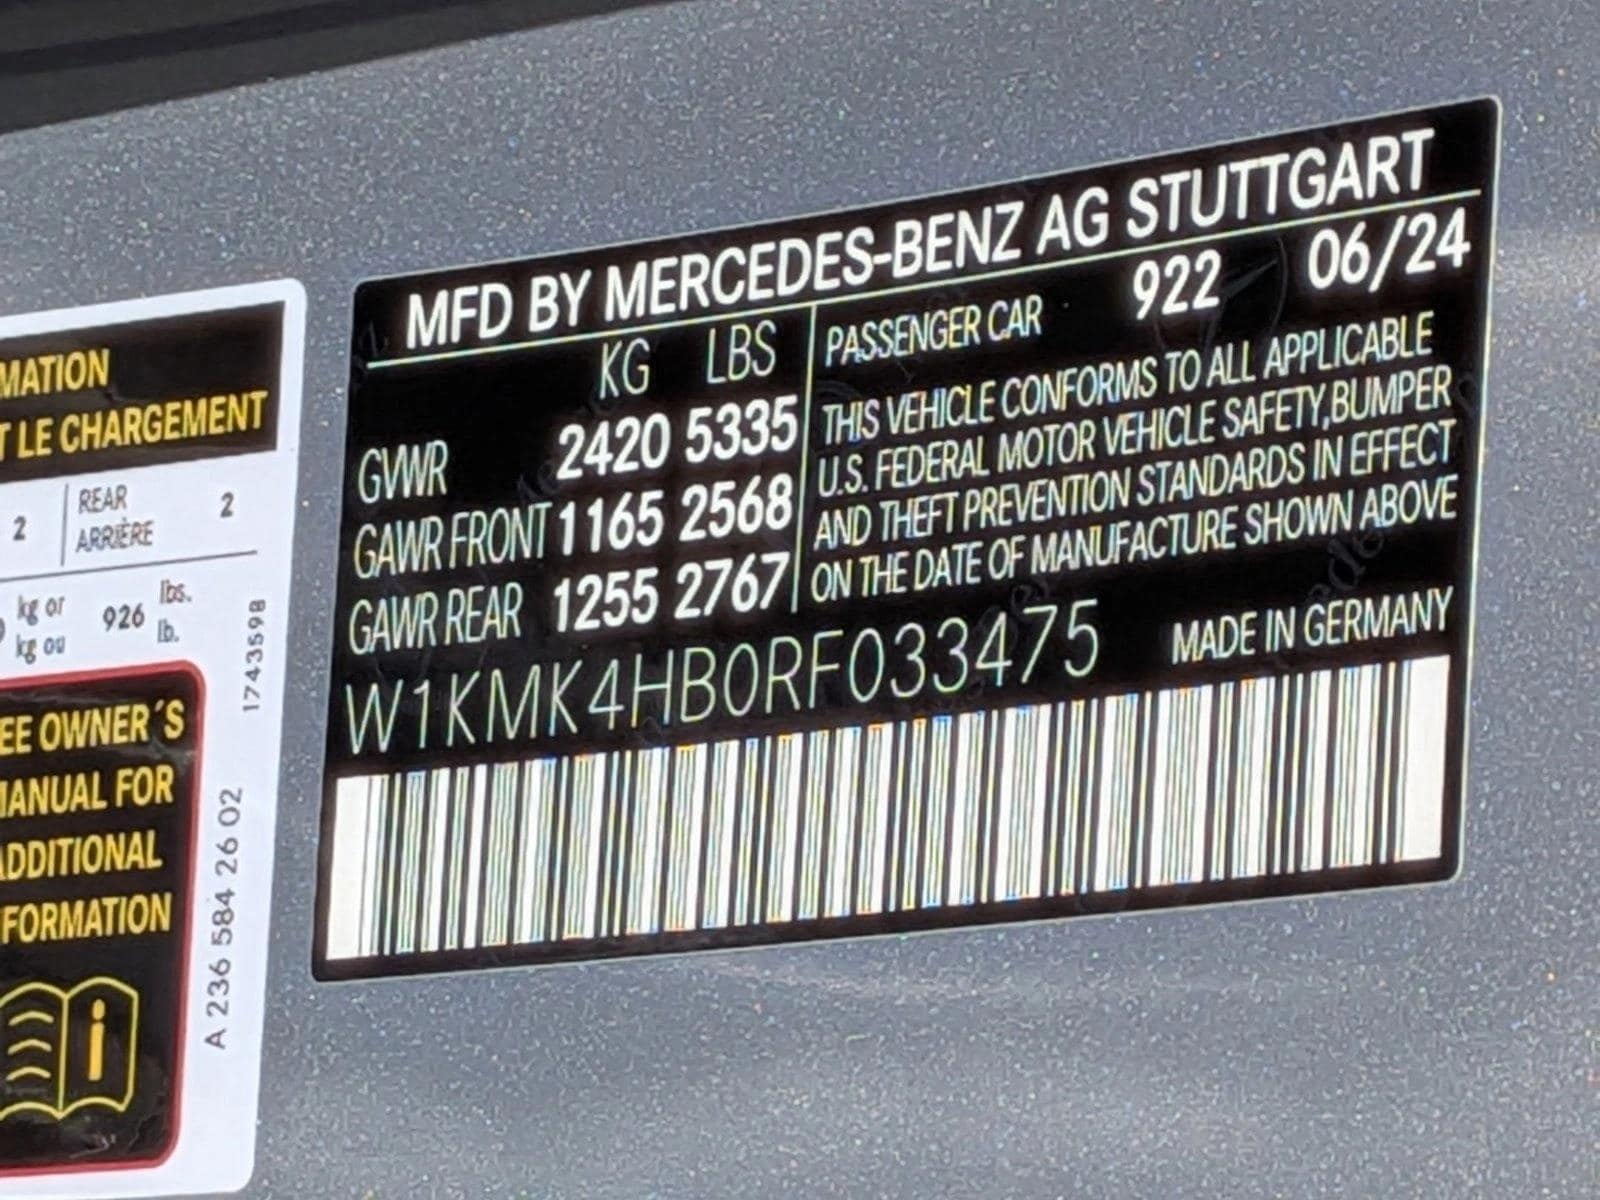 MATION
T LE CHARGEMENT
2 REAR 2
ARRIÈRE
kg or 926 lbs.
kg ou lb.
1743598
EE OWNER´S
MANUAL FOR
ADDITIONAL
FORMATION
i
A 236 584 26 02
MFD BY MERCEDES-BENZ AG STUTTGART
KG LBS PASSENGER CAR 922 06/24
GVWR 2420 5335
GAWR FRONT 1165 2568
GAWR REAR 1255 2767
THIS VEHICLE CONFORMS TO ALL APPLICABLE
U.S. FEDERAL MOTOR VEHICLE SAFETY,BUMPER
AND THEFT PREVENTION STANDARDS IN EFFECT
ON THE DATE OF MANUFACTURE SHOWN ABOVE
W1KMK4HB0RF033475 MADE IN GERMANY